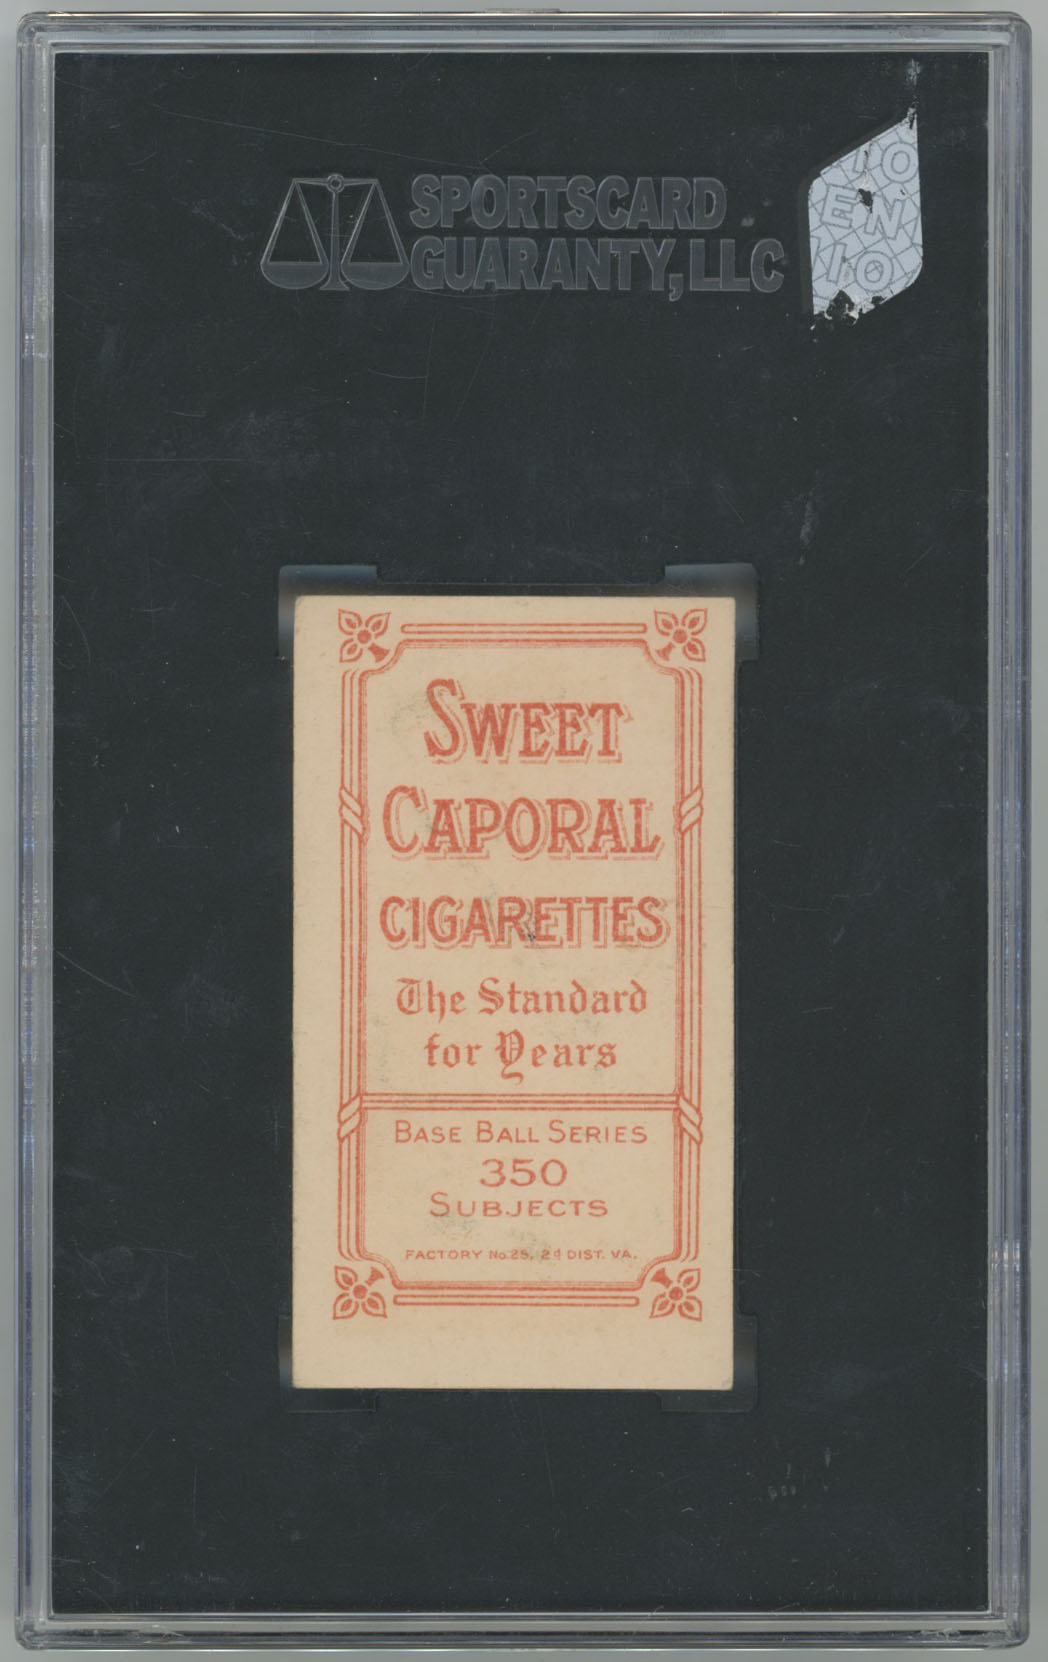 SPORTSCARD
GUARANTY, LLC
SWEET
CAPORAL
CIGARETTES
The Standard
for Years
BASE BALL SERIES
350
SUBJECTS
FACTORY No. 25, 2d DIST. VA.